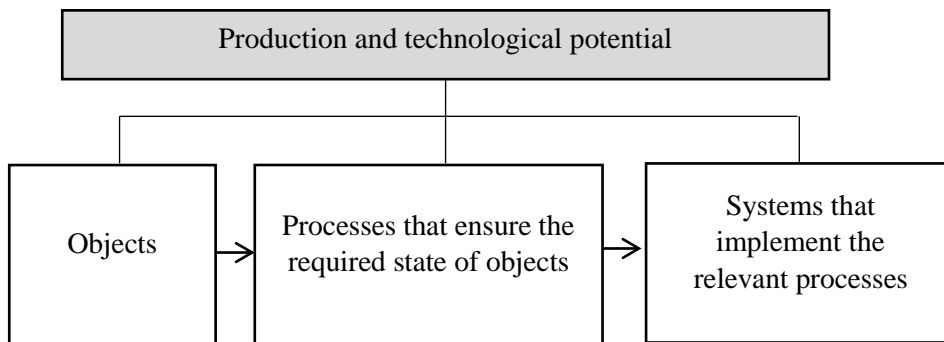 Production and technological potential
Objects
Processes that ensure the
required state of objects
Systems that
implement the
relevant processes